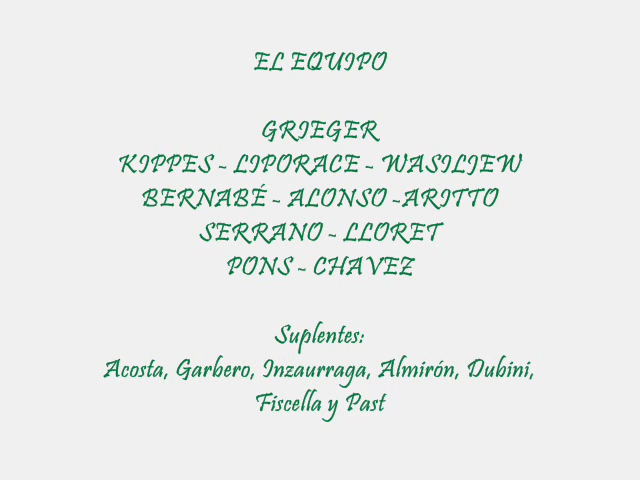 EL EQUIPO
GRIEGER
KIPPES - LIPORACE - WASILJEW
BERNABÉ - ALONSO -ARITTO
SERRANO - LLORET
PONS - CHAVEZ
Suplentes:
Acosta, Garbero, Inzaurraga, Almirón, Dubini,
Fiscella y Past